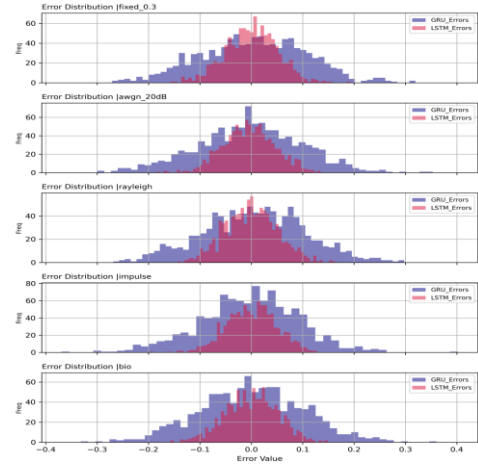 Error Distribution |fixed_0.3
60
40
20
0
Freq
GRU_Errors
LSTM_Errors
Error Distribution |awgn_20dB
60
40
20
0
Freq
GRU_Errors
LSTM_Errors
Error Distribution |rayleigh
40
20
0
Freq
GRU_Errors
LSTM_Errors
Error Distribution |impulse
80
60
40
20
0
Freq
GRU_Errors
LSTM_Errors
Error Distribution |bio
60
40
20
0
Freq
GRU_Errors
LSTM_Errors
−0.4 −0.3 −0.2 −0.1 0.0 0.1 0.2 0.3 0.4
Error Value